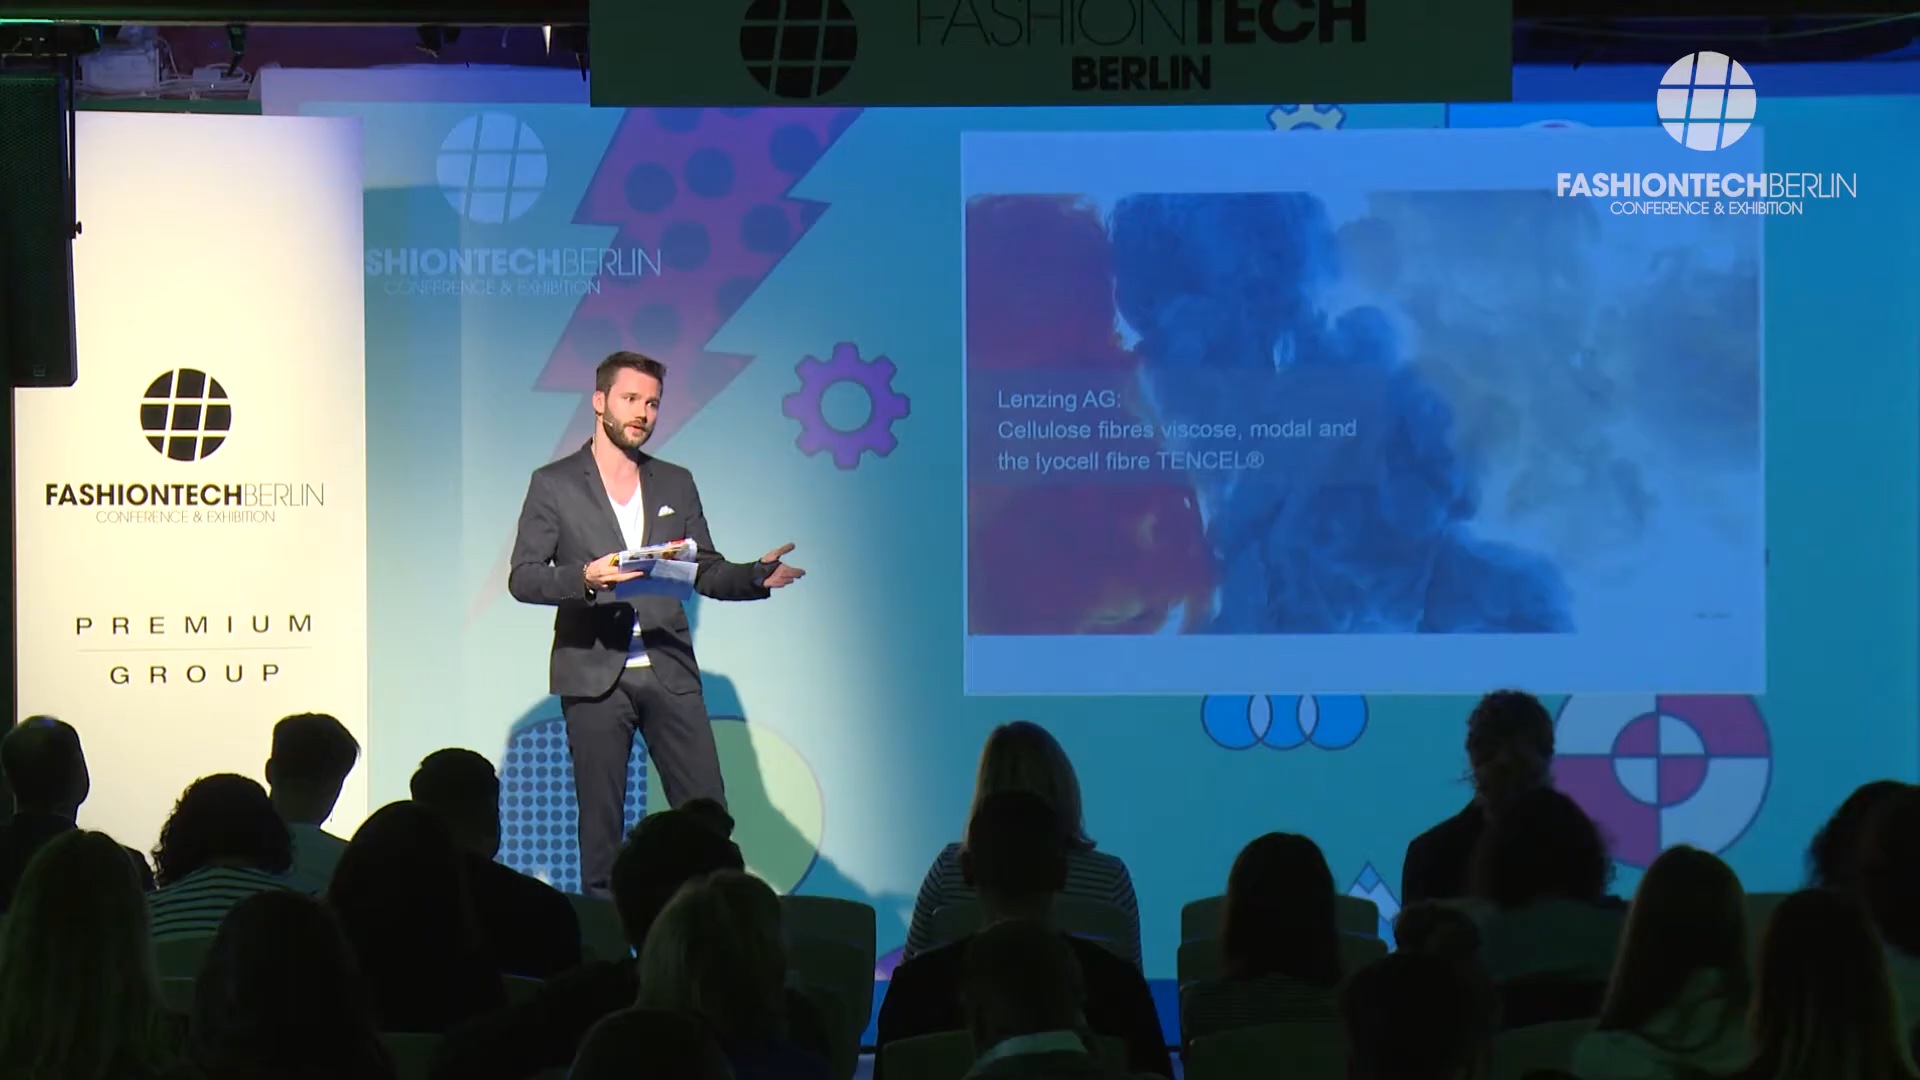 FASHIONTECH
BERLIN
FASHIONTECHBERLIN
CONFERENCE & EXHIBITION
SHIONTECHBERLIN
CONFERENCE & EXHIBITION
Lenzing AG:
Cellulose fibres viscose, modal and
the lyocell fibre TENCEL®
FASHIONTECHBERLIN
CONFERENCE & EXHIBITION
PREMIUM
GROUP